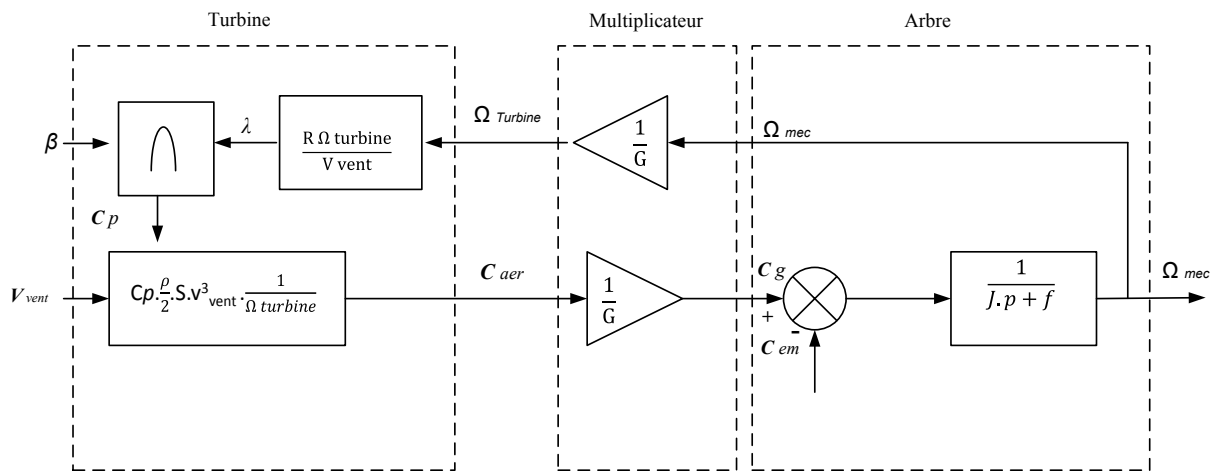 Turbine
Multiplicateur
Arbre
β
λ
R Ω turbine
V vent
Ω Turbine
1
G
Ω mec
C p
Cp.ρ/2.S.v³vent.1/Ω turbine
V vent
C aer
1
G
C g
+
-
C em
1
J.p + f
Ω mec